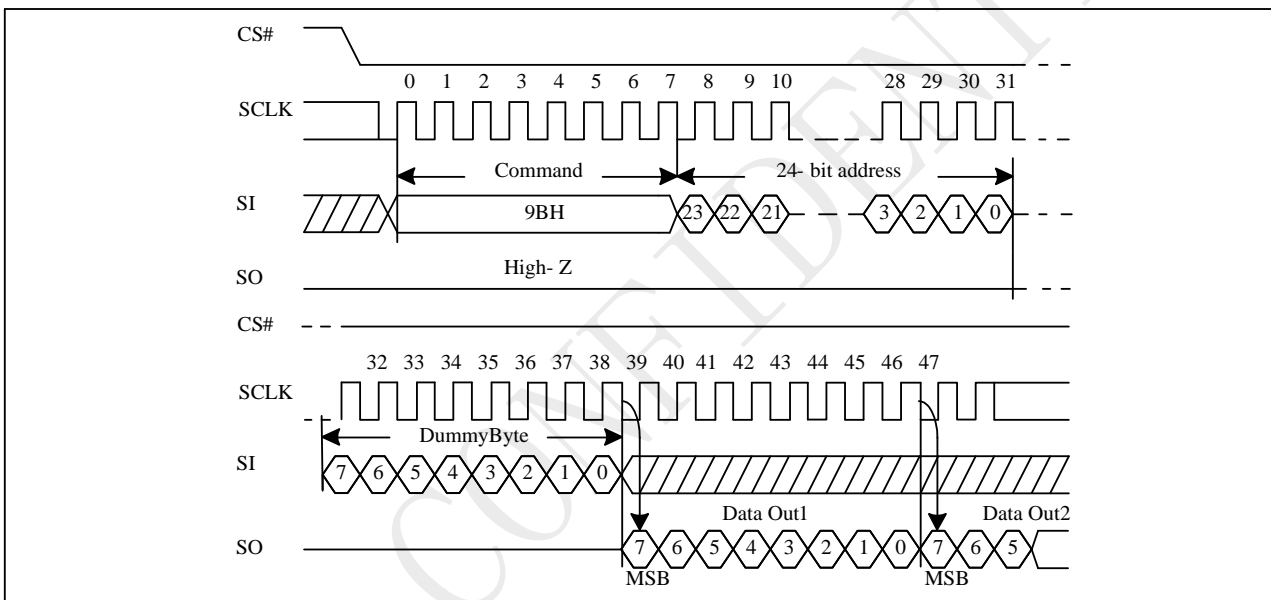 CS#
0 1 2 3 4 5 6 7 8 9 10 28 29 30 31
SCLK
Command 24- bit address
SI 9BH 23 22 21 3 2 1 0
High- Z
SO
CS#
32 33 34 35 36 37 38 39 40 41 42 43 44 45 46 47
SCLK
DummyByte
SI 7 6 5 4 3 2 1 0
Data Out1 Data Out2
SO 7 6 5 4 3 2 1 0 7 6 5
MSB MSB
CONFIDENT